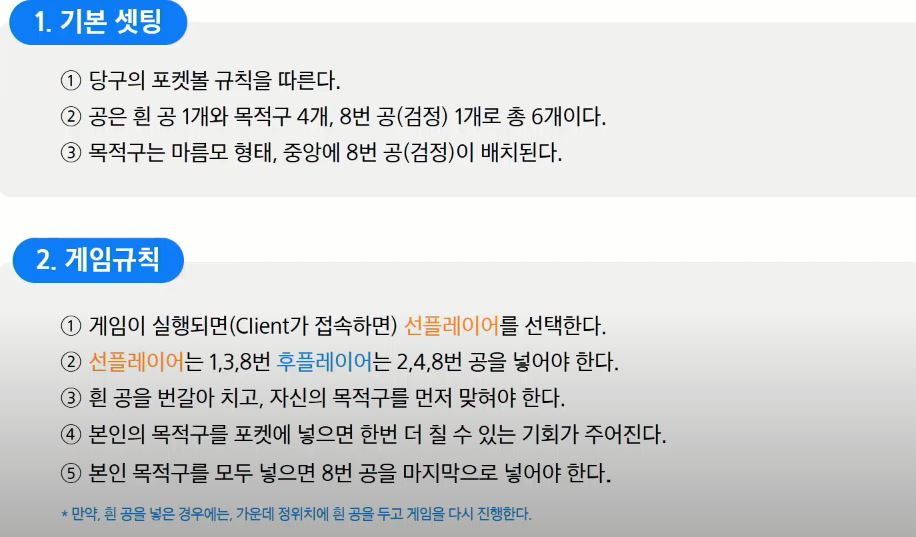 1. 기본 셋팅
① 당구의 포켓볼 규칙을 따른다.
② 공은 흰 공 1개와 목적구 4개, 8번 공(검정) 1개로 총 6개이다.
③ 목적구는 마름모 형태, 중앙에 8번 공(검정)이 배치된다.
2. 게임규칙
① 게임이 실행되면(Client가 접속하면) 선플레이어를 선택한다.
② 선플레이어는 1,3,8번 후플레이어는 2,4,8번 공을 넣어야 한다.
③ 흰 공을 번갈아 치고, 자신의 목적구를 먼저 맞혀야 한다.
④ 본인의 목적구를 포켓에 넣으면 한번 더 칠 수 있는 기회가 주어진다.
⑤ 본인 목적구를 모두 넣으면 8번 공을 마지막으로 넣어야 한다.
* 만약, 흰 공을 넣은 경우에는, 가운데 정위치에 흰 공을 두고 게임을 다시 진행한다.